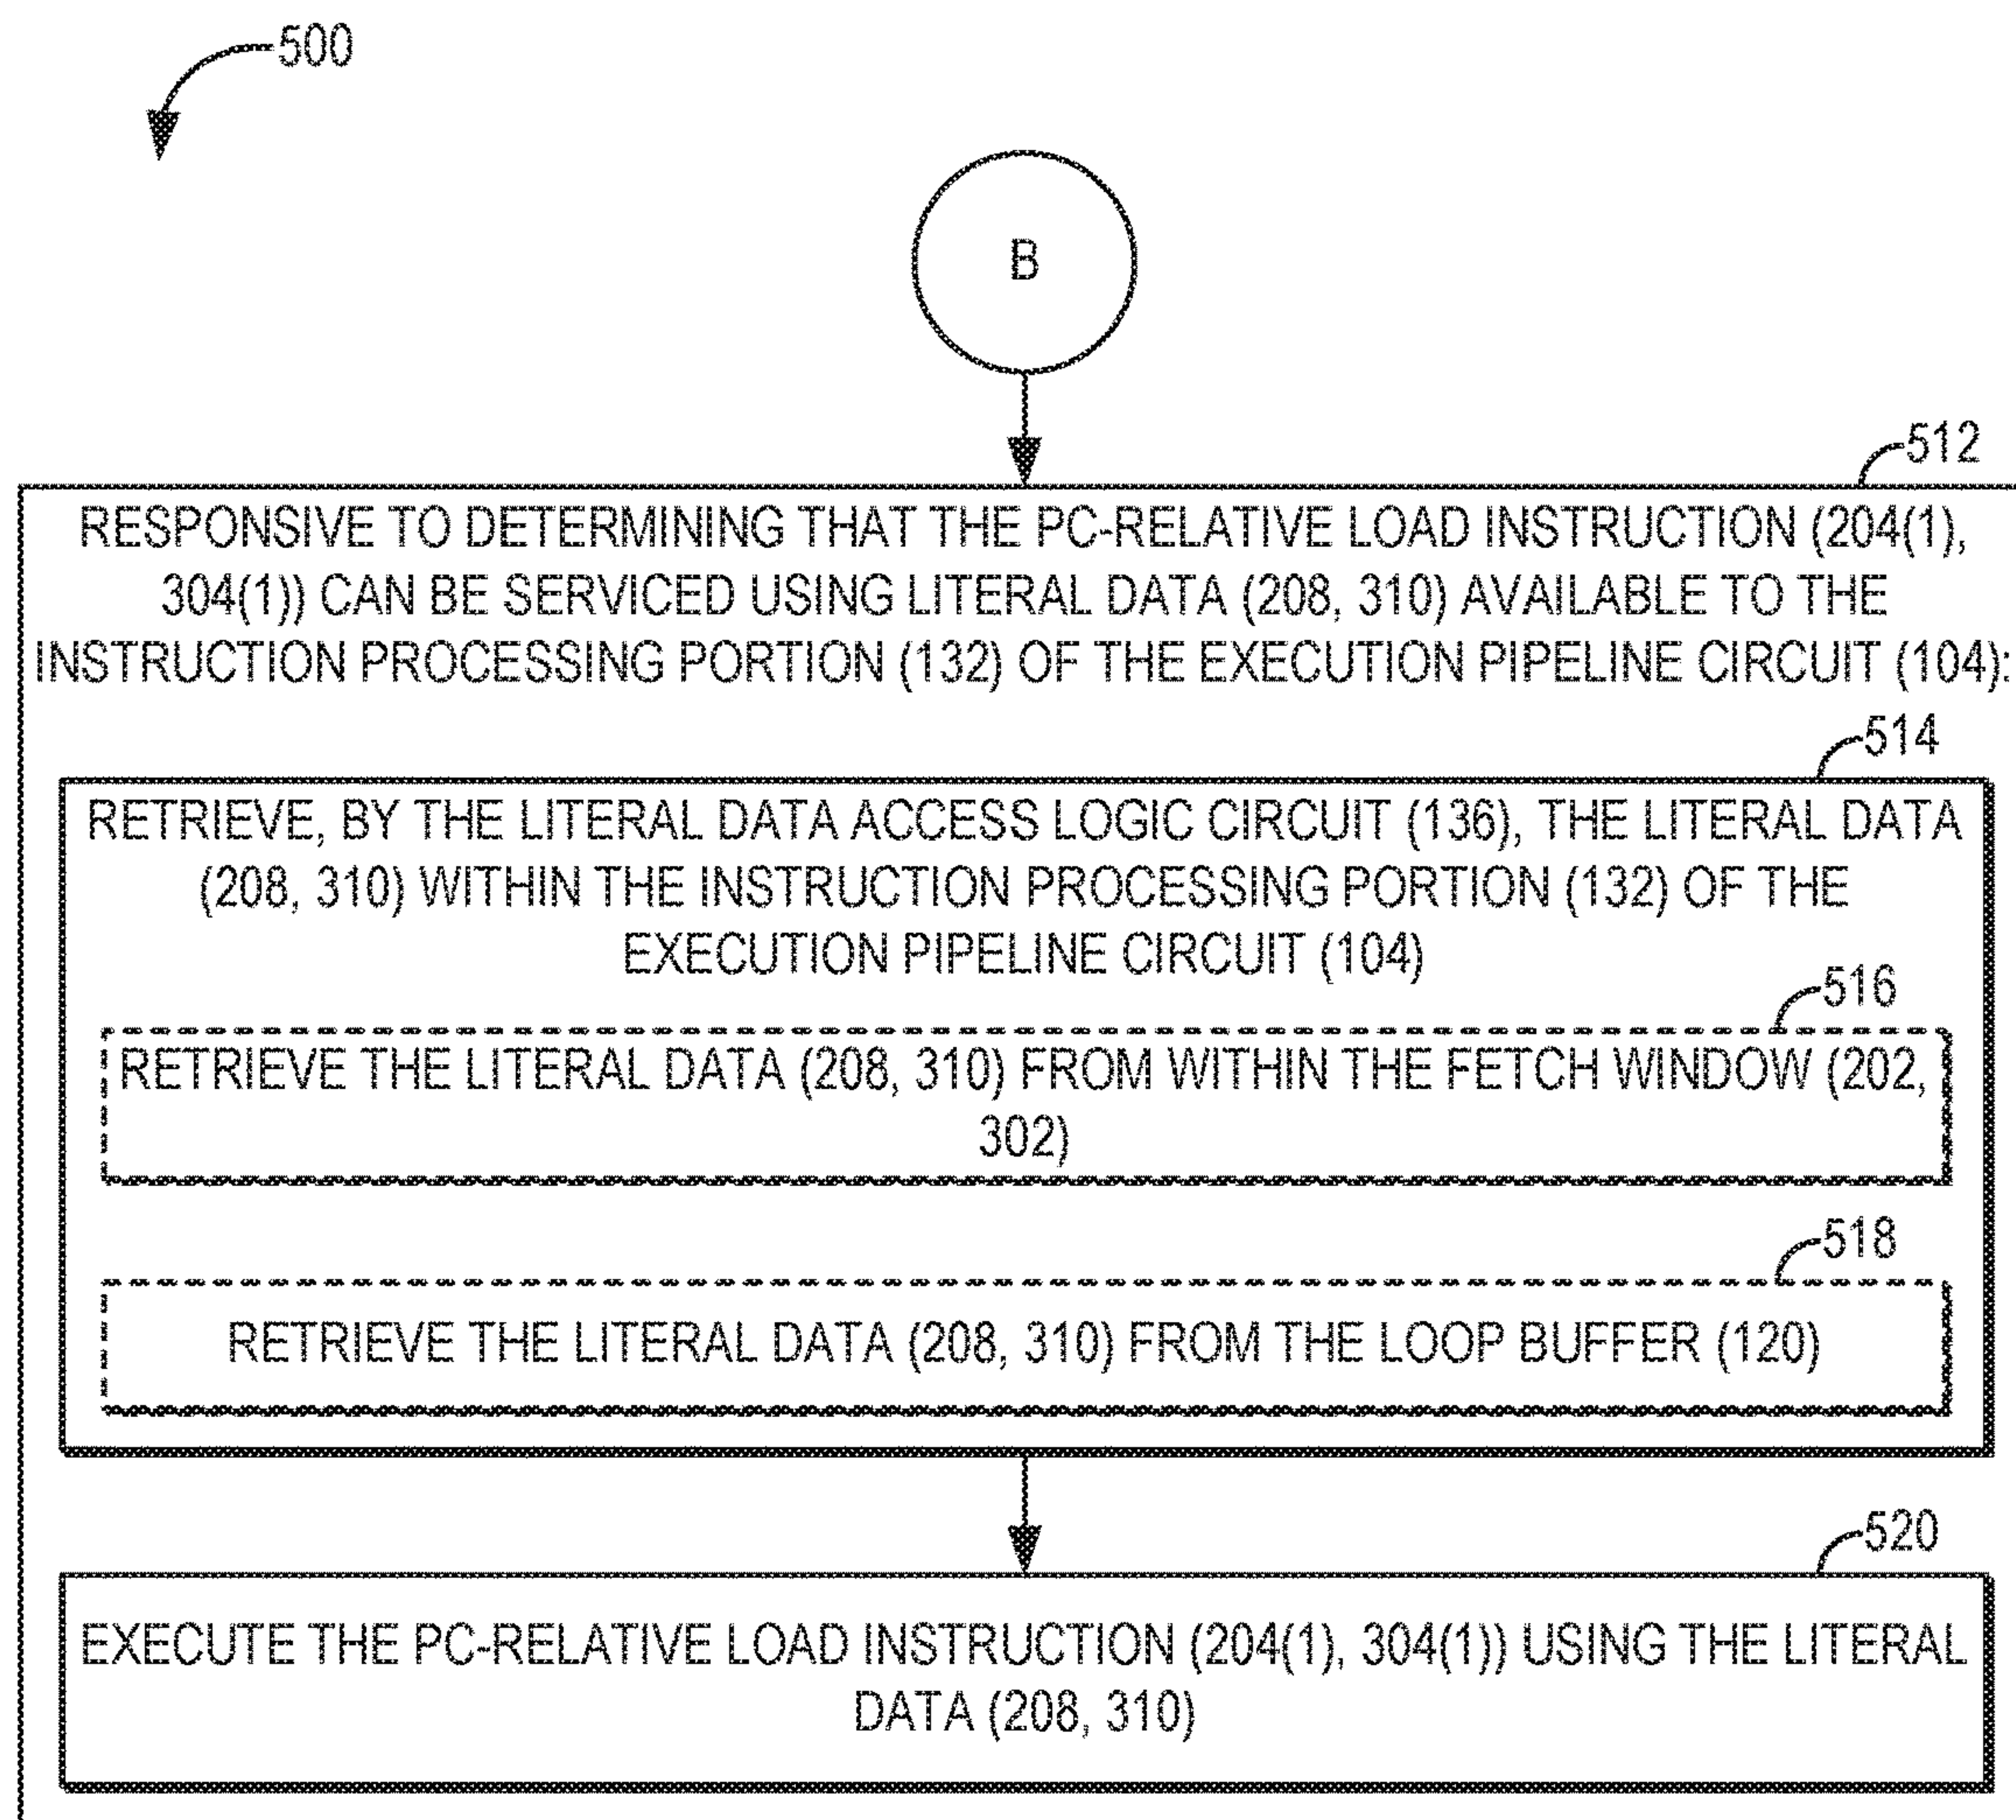 500
B
512
RESPONSIVE TO DETERMINING THAT THE PC-RELATIVE LOAD INSTRUCTION (204(1),
304(1)) CAN BE SERVICED USING LITERAL DATA (208, 310) AVAILABLE TO THE
INSTRUCTION PROCESSING PORTION (132) OF THE EXECUTION PIPELINE CIRCUIT (104):
514
RETRIEVE, BY THE LITERAL DATA ACCESS LOGIC CIRCUIT (136), THE LITERAL DATA
(208, 310) WITHIN THE INSTRUCTION PROCESSING PORTION (132) OF THE
EXECUTION PIPELINE CIRCUIT (104)
516
RETRIEVE THE LITERAL DATA (208, 310) FROM WITHIN THE FETCH WINDOW (202,
302)
518
RETRIEVE THE LITERAL DATA (208, 310) FROM THE LOOP BUFFER (120)
520
EXECUTE THE PC-RELATIVE LOAD INSTRUCTION (204(1), 304(1)) USING THE LITERAL
DATA (208, 310)